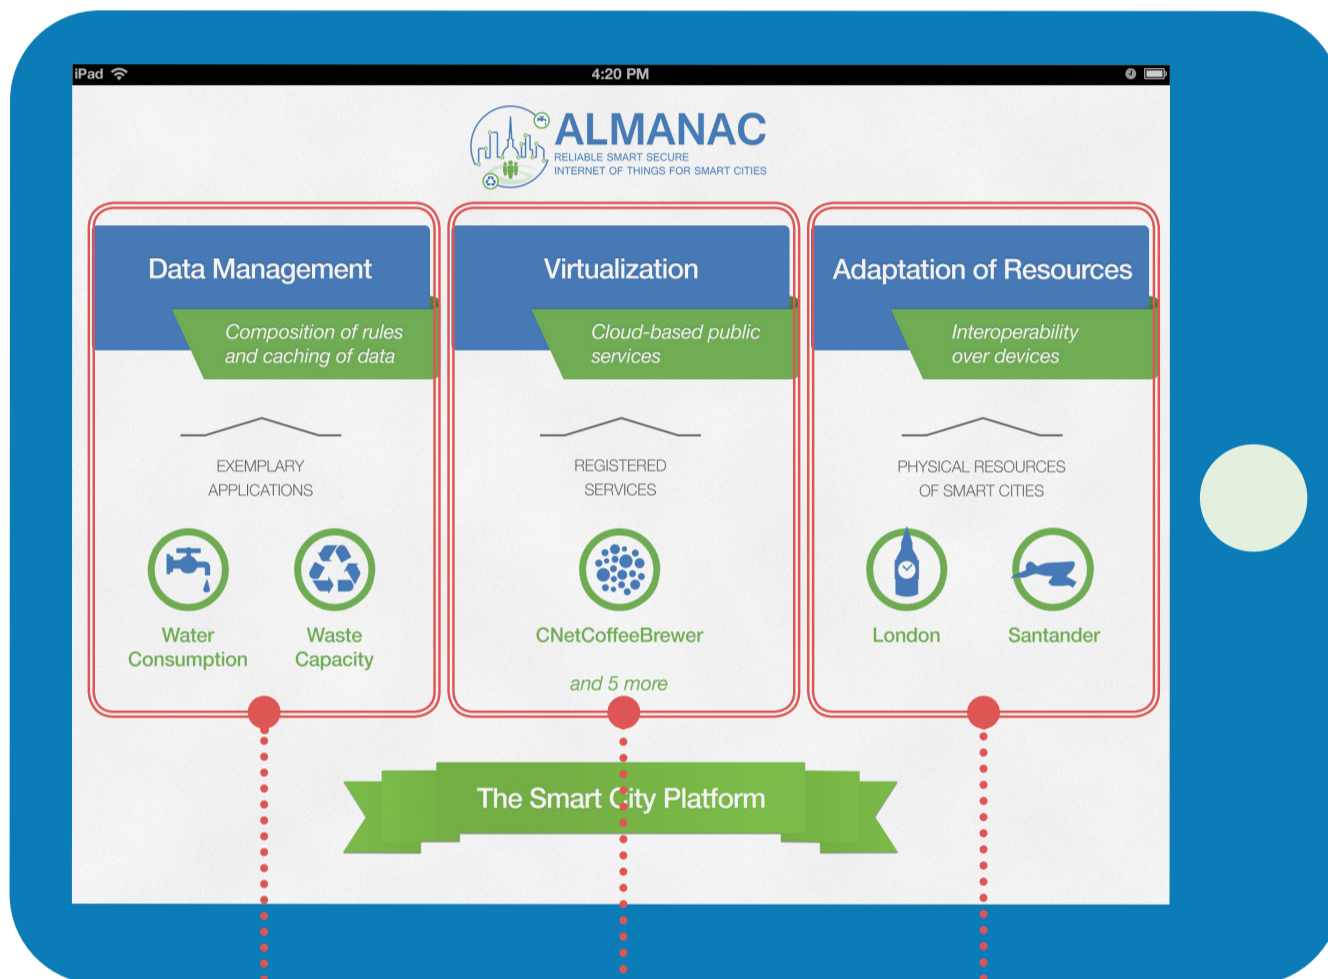 iPad
4:20 PM
ALMANAC
RELIABLE SMART SECURE
INTERNET OF THINGS FOR SMART CITIES
Data Management
Composition of rules
and caching of data
EXEMPLARY
APPLICATIONS
Water
Consumption
Waste
Capacity
Virtualization
Cloud-based public
services
REGISTERED
SERVICES
CNetCoffeeBrewer
and 5 more
Adaptation of Resources
Interoperability
over devices
PHYSICAL RESOURCES
OF SMART CITIES
London
Santander
The Smart City Platform